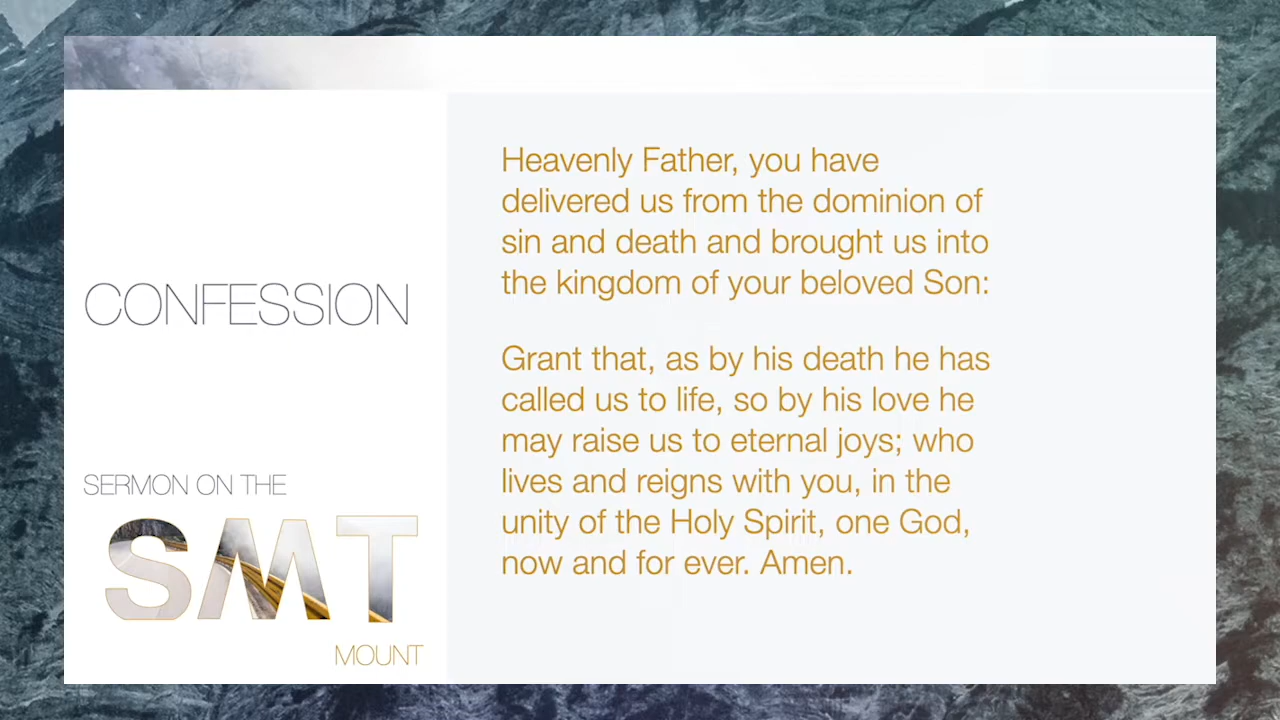 CONFESSION
SERMON ON THE
SMT
MOUNT
Heavenly Father, you have
delivered us from the dominion of
sin and death and brought us into
the kingdom of your beloved Son:
Grant that, as by his death he has
called us to life, so by his love he
may raise us to eternal joys; who
lives and reigns with you, in the
unity of the Holy Spirit, one God,
now and for ever. Amen.